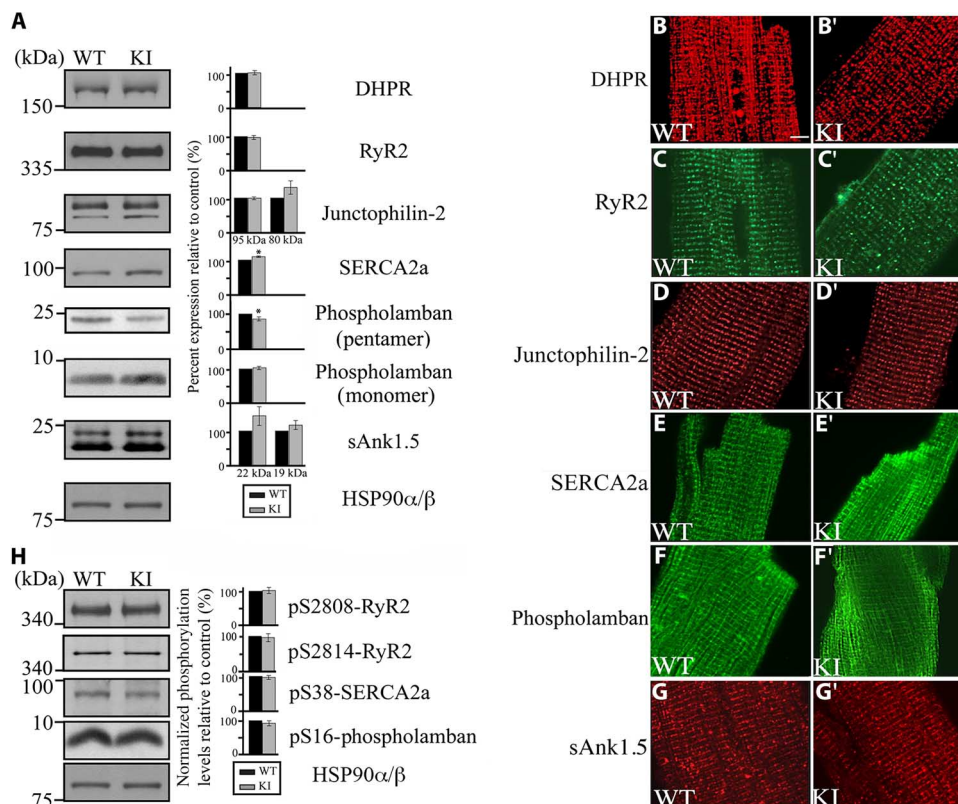 A
(kDa) WT KI
150
335
75
100
25
10
25
75
Percent expression relative to control (%)
100
0
DHPR
100
0
RyR2
100
0
95 kDa 80 kDa
Junctophilin-2
100
0
*
SERCA2a
100
0
*
Phospholamban
(pentamer)
100
0
Phospholamban
(monomer)
100
0
22 kDa 19 kDa
sAnk1.5
WT
KI
HSP90α/β
H
(kDa) WT KI
340
340
100
10
75
Normalized phosphorylation
levels relative to control (%)
100
0
pS2808-RyR2
100
0
pS2814-RyR2
100
0
pS38-SERCA2a
100
0
pS16-phospholamban
WT
KI
HSP90α/β
DHPR
B
WT
B'
KI
RyR2
C
WT
C'
KI
Junctophilin-2
D
WT
D'
KI
SERCA2a
E
WT
E'
KI
Phospholamban
F
WT
F'
KI
sAnk1.5
G
WT
G'
KI